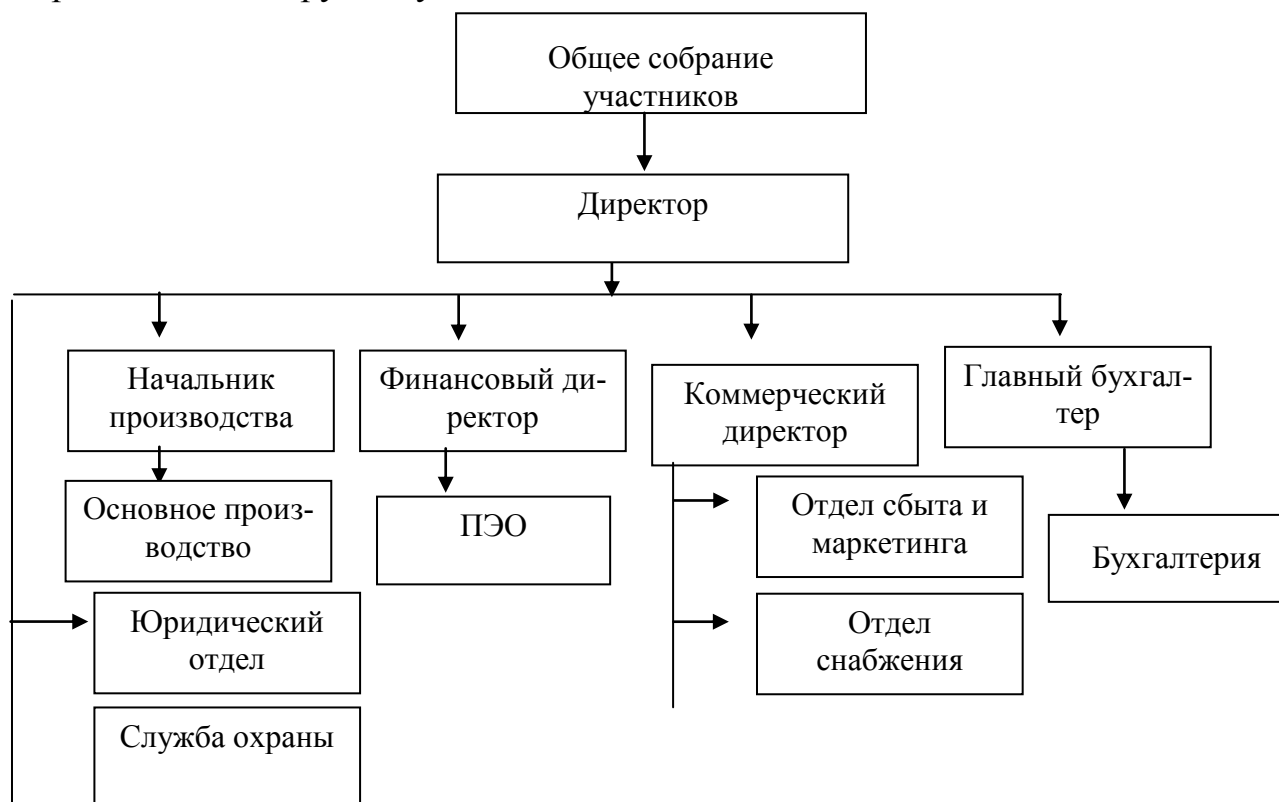 Общее собрание
участников
Директор
Начальник
производства
Финансовый ди-
ректор
Коммерческий
директор
Главный бухгал-
тер
Основное произ-
водство
ПЭО
Отдел сбыта и
маркетинга
Бухгалтерия
Юридический
отдел
Отдел
снабжения
Служба охраны